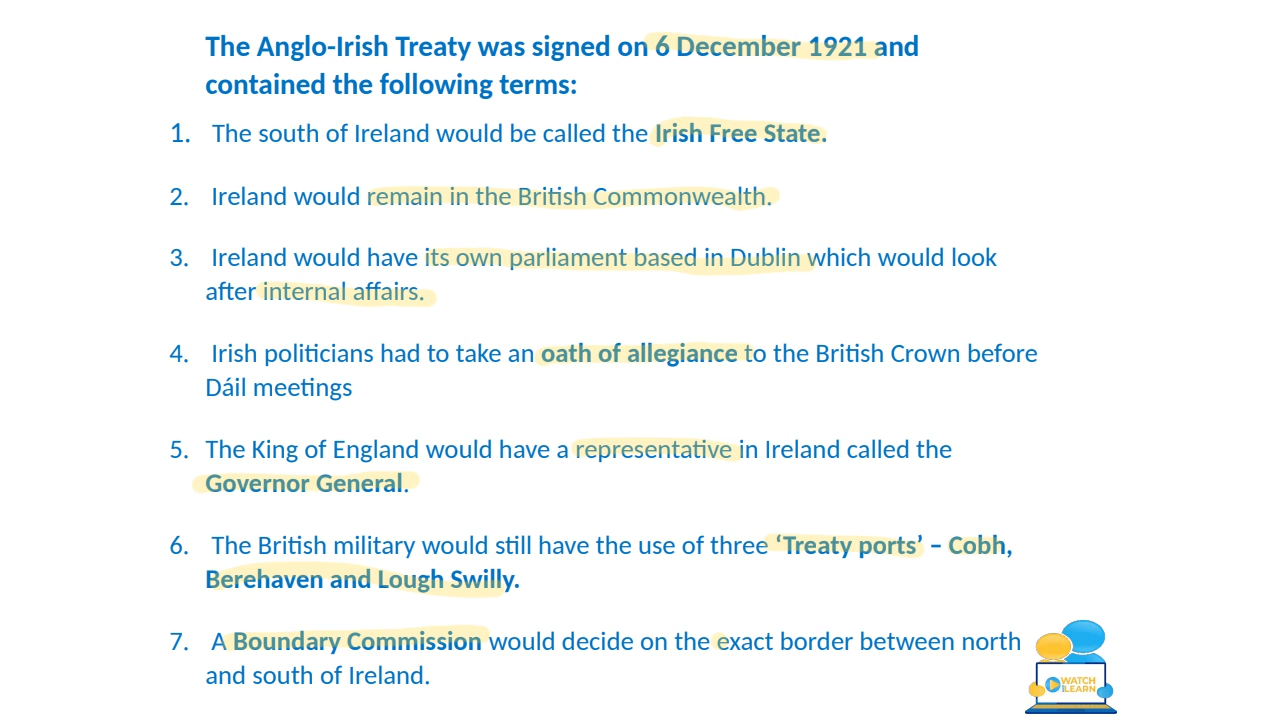 The Anglo-Irish Treaty was signed on 6 December 1921 and
contained the following terms:
1. The south of Ireland would be called the Irish Free State.
2. Ireland would remain in the British Commonwealth.
3. Ireland would have its own parliament based in Dublin which would look
after internal affairs.
4. Irish politicians had to take an oath of allegiance to the British Crown before
Dáil meetings
5. The King of England would have a representative in Ireland called the
Governor General.
6. The British military would still have the use of three ‘Treaty ports’ – Cobh,
Berehaven and Lough Swilly.
7. A Boundary Commission would decide on the exact border between north
and south of Ireland.
WATCH
LEARN